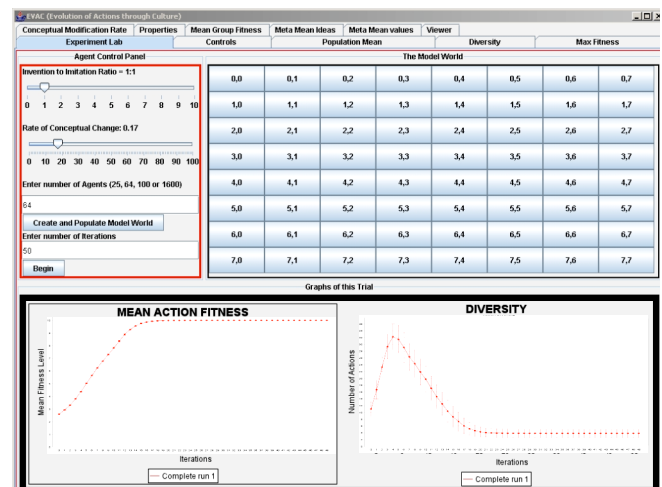 EVAC (Evolution of Actions through Culture)
Conceptual Modification Rate Properties Mean Group Fitness Meta Mean Ideas Meta Mean values Viewer
Experiment Lab Controls Population Mean Diversity Max Fitness
Agent Control Panel
Invention to Imitation Ratio = 1:1
0 1 2 3 4 5 6 7 8 9 10
Rate of Conceptual Change: 0.17
0 10 20 30 40 50 60 70 80 90 100
Enter number of Agents (25, 64, 100 or 1600)
64
Create and Populate Model World
Enter number of Iterations
50
Begin
The Model World
0,0 0,1 0,2 0,3 0,4 0,5 0,6 0,7
1,0 1,1 1,2 1,3 1,4 1,5 1,6 1,7
2,0 2,1 2,2 2,3 2,4 2,5 2,6 2,7
3,0 3,1 3,2 3,3 3,4 3,5 3,6 3,7
4,0 4,1 4,2 4,3 4,4 4,5 4,6 4,7
5,0 5,1 5,2 5,3 5,4 5,5 5,6 5,7
6,0 6,1 6,2 6,3 6,4 6,5 6,6 6,7
7,0 7,1 7,2 7,3 7,4 7,5 7,6 7,7
Graphs of this Trial
MEAN ACTION FITNESS
Mean Fitness Level
Iterations
Complete run 1
DIVERSITY
Number of Actions
Iterations
Complete run 1